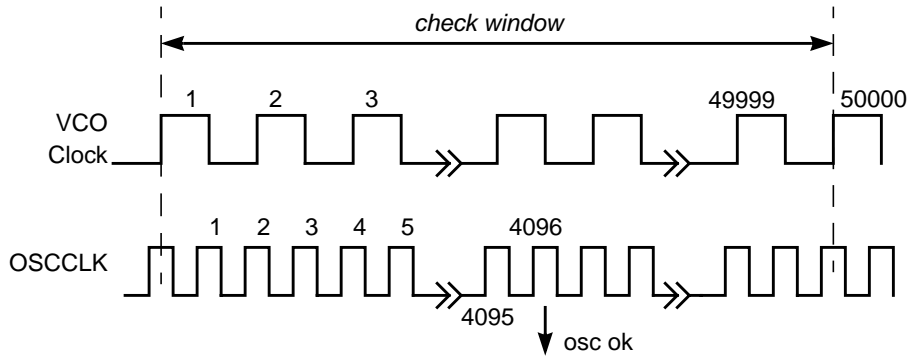 check window
1 2 3 49999 50000
VCO
Clock
1 2 3 4 5 4096
OSCCLK
4095
osc ok